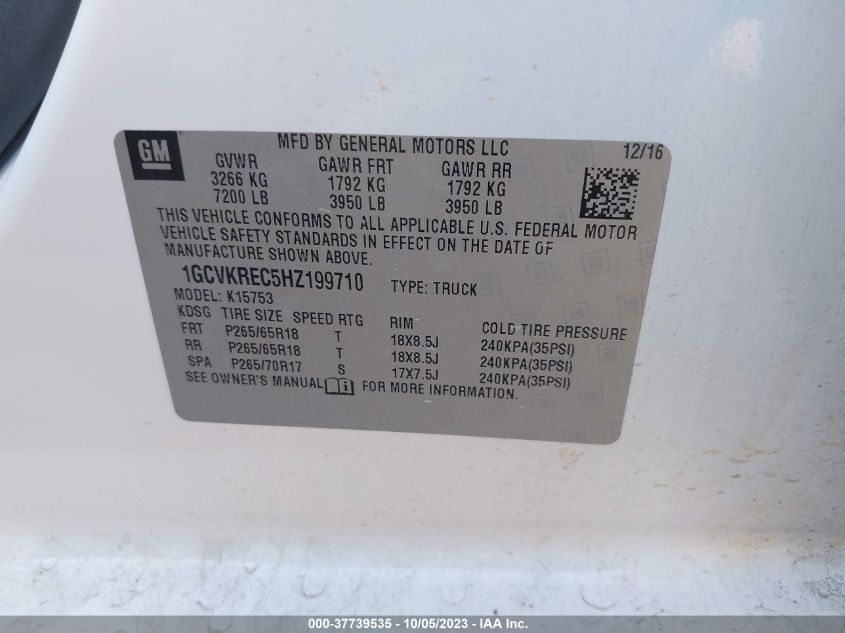 GM
MFD BY GENERAL MOTORS LLC 12/16
GVWR GAWR FRT GAWR RR
3266 KG 1792 KG 1792 KG
7200 LB 3950 LB 3950 LB
THIS VEHICLE CONFORMS TO ALL APPLICABLE U.S. FEDERAL MOTOR
VEHICLE SAFETY STANDARDS IN EFFECT ON THE DATE OF
MANUFACTURE SHOWN ABOVE.
1GCVKREC5HZ199710 TYPE: TRUCK
MODEL: K15753
KDSG TIRE SIZE SPEED RTG RIM COLD TIRE PRESSURE
FRT P265/65R18 T 18X8.5J 240KPA(35PSI)
RR P265/65R18 T 18X8.5J 240KPA(35PSI)
SPA P265/70R17 S 17X7.5J 240KPA(35PSI)
SEE OWNER'S MANUAL FOR MORE INFORMATION.
000-37739535 - 10/05/2023 - IAA Inc.